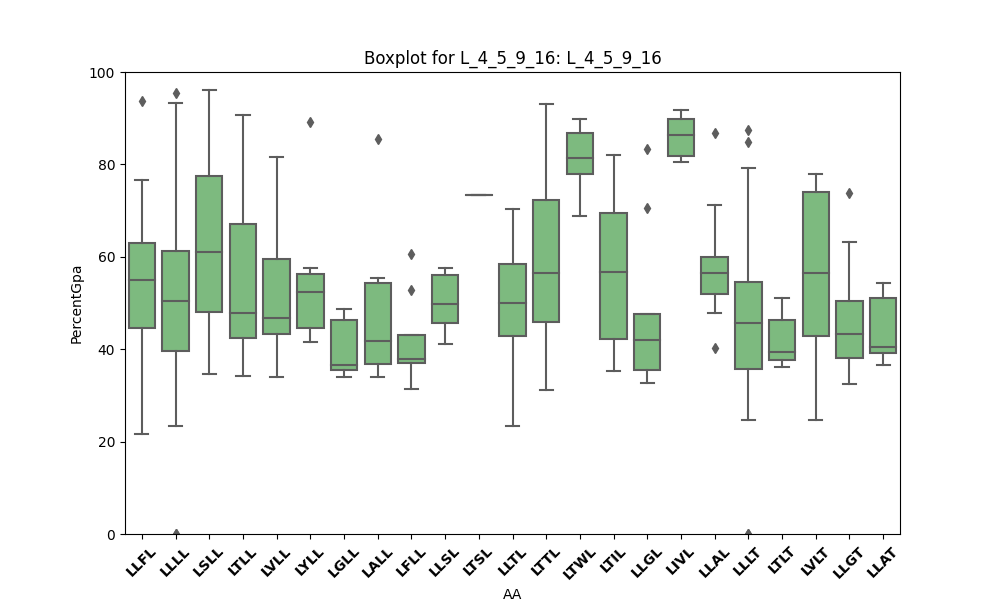 Boxplot for L_4_5_9_16: L_4_5_9_16
PercentGpa
100
80
60
40
20
0
LLFL LLLL LSLL LTLL LVLL LYLL LGLL LALL LFLL LLSL LTSL LLTL LTTL LTWL LTIL LLGL LIVL LLAL LLLT LTLT LVLT LLGT LLAT
AA